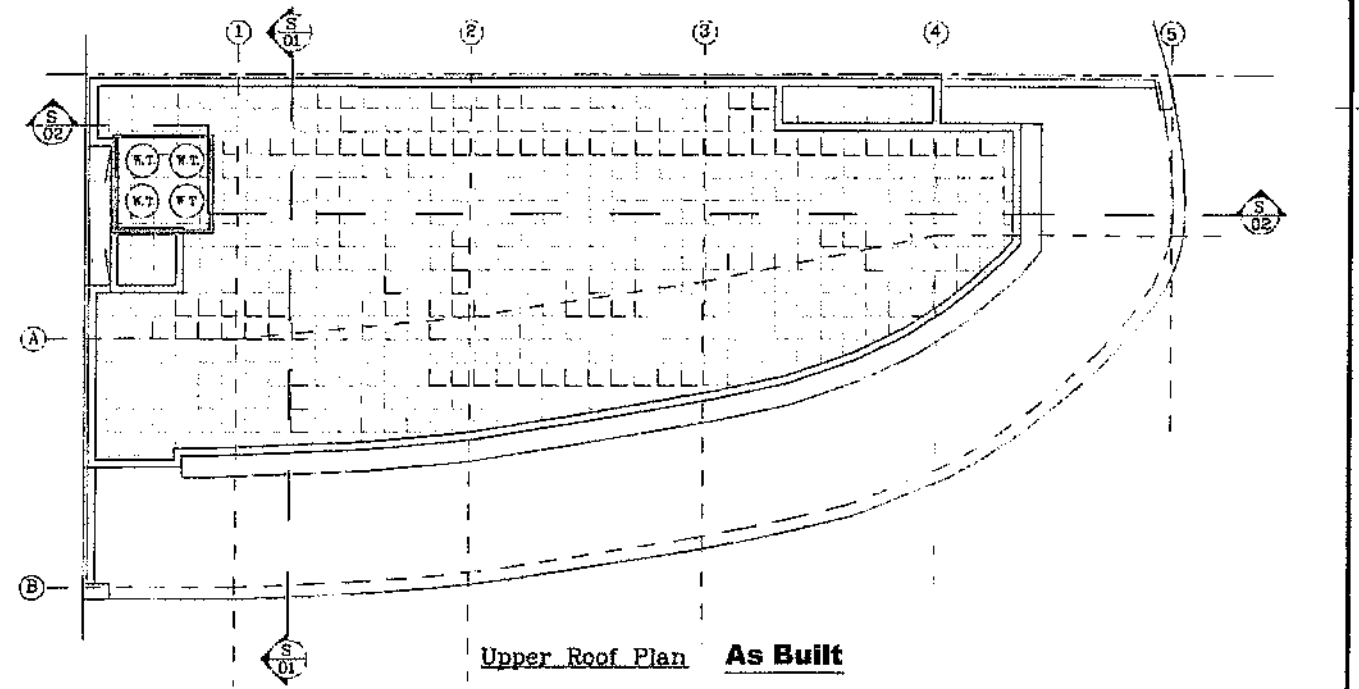 1 S 2 3 4 5
01
S
02
W.T. W.T.
W.T. W.T
S
02
A
B
S
01
Upper Roof Plan As Built